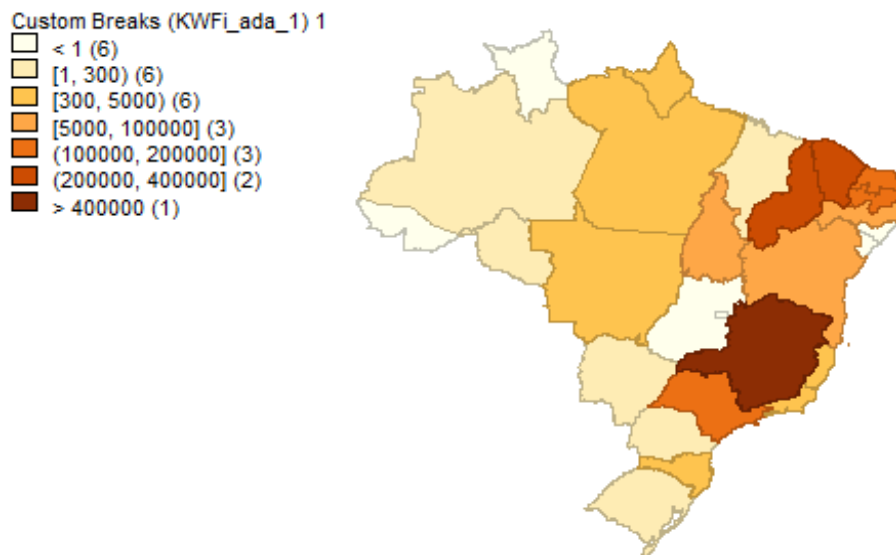 Custom Breaks (KWFi_ada_1) 1
< 1 (6)
[1, 300) (6)
[300, 5000) (6)
[5000, 100000] (3)
(100000, 200000] (3)
(200000, 400000] (2)
> 400000 (1)